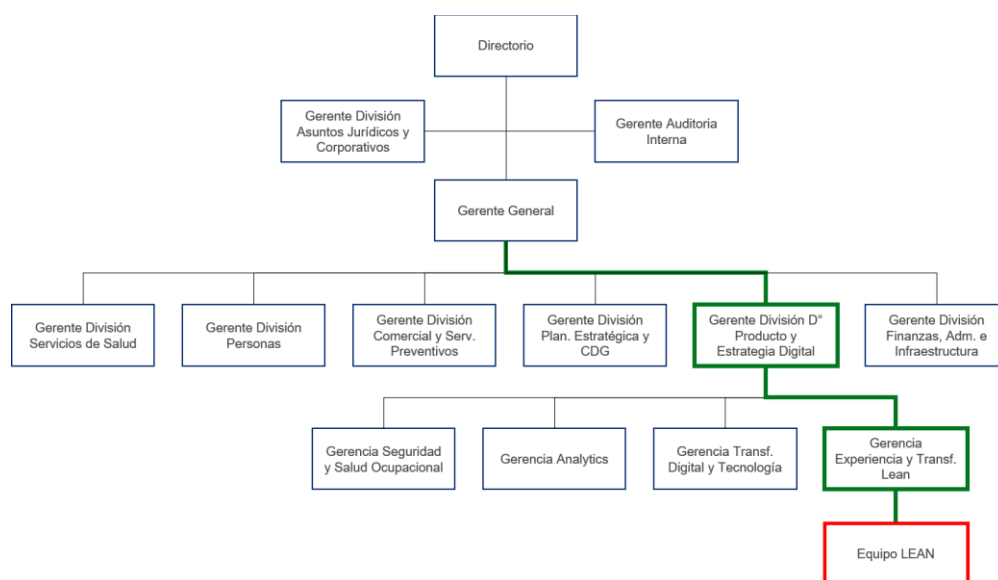 Directorio
Gerente División
Asuntos Jurídicos y
Corporativos
Gerente Auditoria
Interna
Gerente General
Gerente División
Servicios de Salud
Gerente División
Personas
Gerente División
Comercial y Serv.
Preventivos
Gerente División
Plan. Estratégica y
CDG
Gerente División D°
Producto y
Estrategia Digital
Gerente División
Finanzas, Adm. e
Infraestructura
Gerencia Seguridad
y Salud Ocupacional
Gerencia Analytics
Gerencia Transf.
Digital y Tecnología
Gerencia
Experiencia y Transf.
Lean
Equipo LEAN